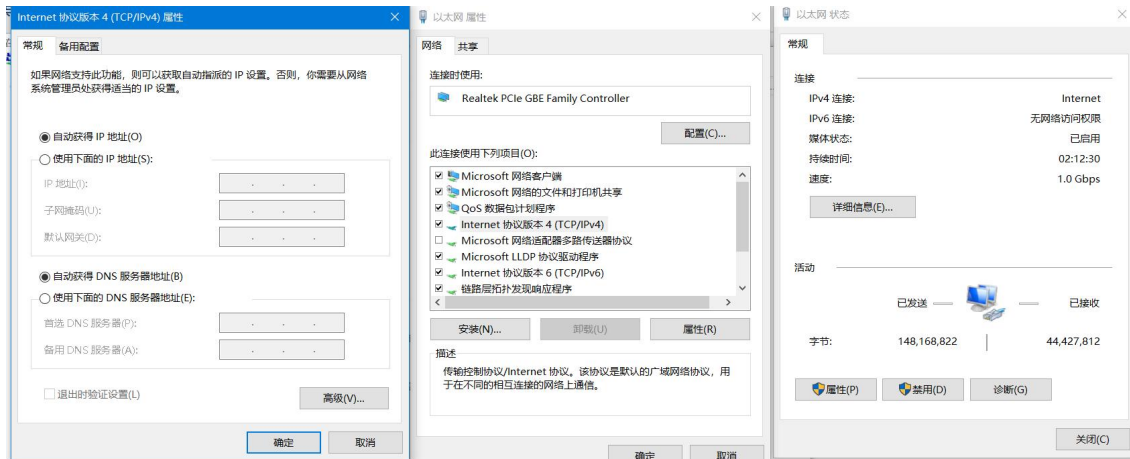 Internet 协议版本 4 (TCP/IPv4) 属性
常规 备用配置
如果网络支持此功能，则可以获取自动指派的 IP 设置。否则，你需要从网络
系统管理员处获得适当的 IP 设置。
自动获得 IP 地址(O)
使用下面的 IP 地址(S):
IP 地址(I):
子网掩码(U):
默认网关(D):
自动获得 DNS 服务器地址(B)
使用下面的 DNS 服务器地址(E):
首选 DNS 服务器(P):
备用 DNS 服务器(A):
退出时验证设置(L)
高级(V)...
确定 取消
以太网 属性
网络 共享
连接时使用:
Realtek PCIe GBE Family Controller
配置(C)...
此连接使用下列项目(O):
Microsoft 网络客户端
Microsoft 网络的文件和打印机共享
QoS 数据包计划程序
Internet 协议版本 4 (TCP/IPv4)
Microsoft 网络适配器多路传送器协议
Microsoft LLDP 协议驱动程序
Internet 协议版本 6 (TCP/IPv6)
链路层拓扑发现响应程序
安装(N)... 卸载(U) 属性(R)
描述
传输控制协议/Internet 协议。该协议是默认的广域网络协议，用
于在不同的相互连接的网络上通信。
确定 取消
以太网 状态
常规
连接
IPv4 连接: Internet
IPv6 连接: 无网络访问权限
媒体状态: 已启用
持续时间: 02:12:30
速度: 1.0 Gbps
详细信息(E)...
活动
已发送 — — 已接收
字节: 148,168,822 44,427,812
属性(P) 禁用(D) 诊断(G)
关闭(C)